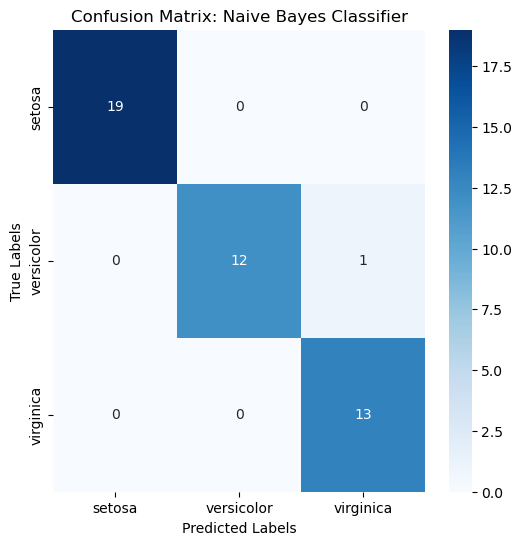 Confusion Matrix: Naive Bayes Classifier
True Labels
setosa
19 0 0
versicolor
0 12 1
virginica
0 0 13
setosa versicolor virginica
Predicted Labels
17.5
15.0
12.5
10.0
7.5
5.0
2.5
0.0